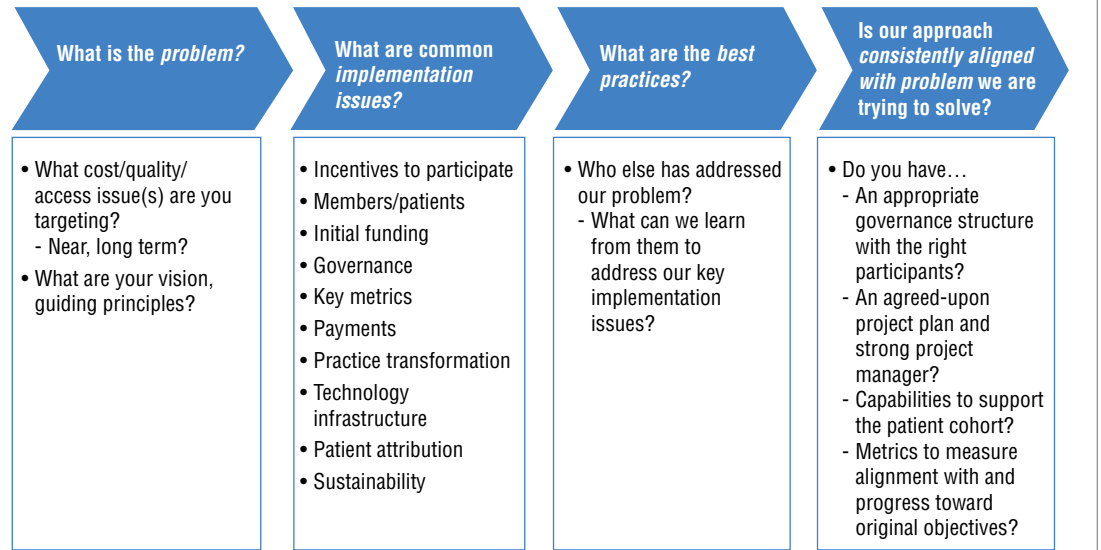 What is the problem?
What are common
implementation
issues?
What are the best
practices?
Is our approach
consistently aligned
with problem we are
trying to solve?
• What cost/quality/
access issue(s) are you
targeting?
- Near, long term?
• What are your vision,
guiding principles?
• Incentives to participate
• Members/patients
• Initial funding
• Governance
• Key metrics
• Payments
• Practice transformation
• Technology
infrastructure
• Patient attribution
• Sustainability
• Who else has addressed
our problem?
- What can we learn
from them to
address our key
implementation
issues?
• Do you have…
- An appropriate
governance structure
with the right
participants?
- An agreed-upon
project plan and
strong project
manager?
- Capabilities to support
the patient cohort?
- Metrics to measure
alignment with and
progress toward
original objectives?